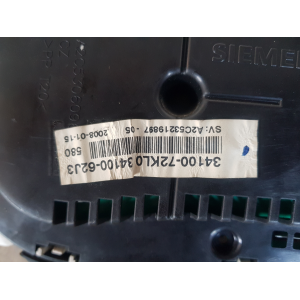 SIEMENS
34100-72KL0 34100-62J3
580
SV: A2C53219897 - 05
2008-01-15